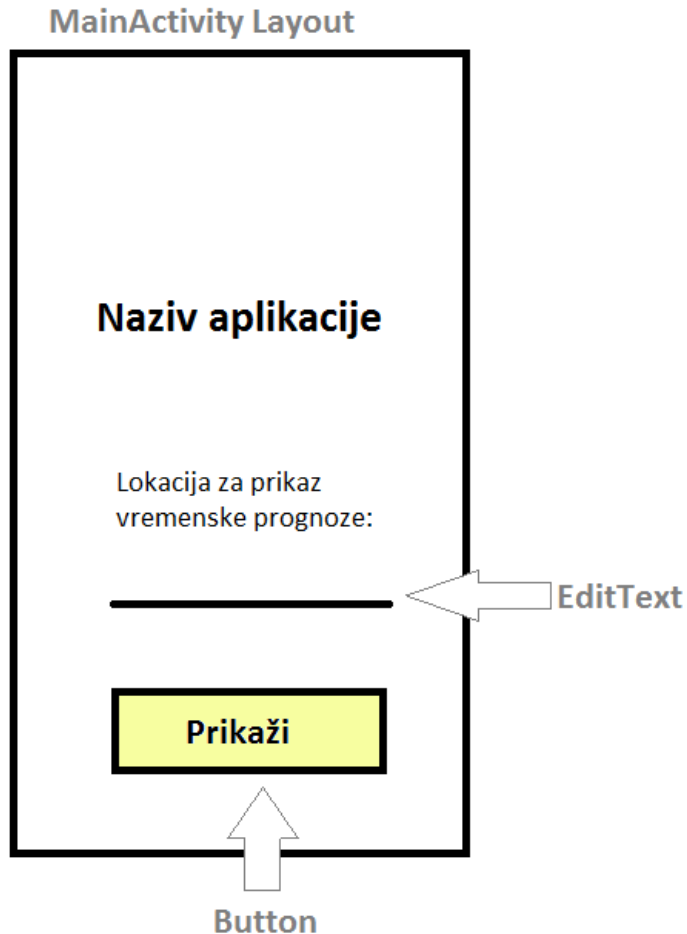 MainActivity Layout
Naziv aplikacije
Lokacija za prikaz
vremenske prognoze:
EditText
Prikaži
Button